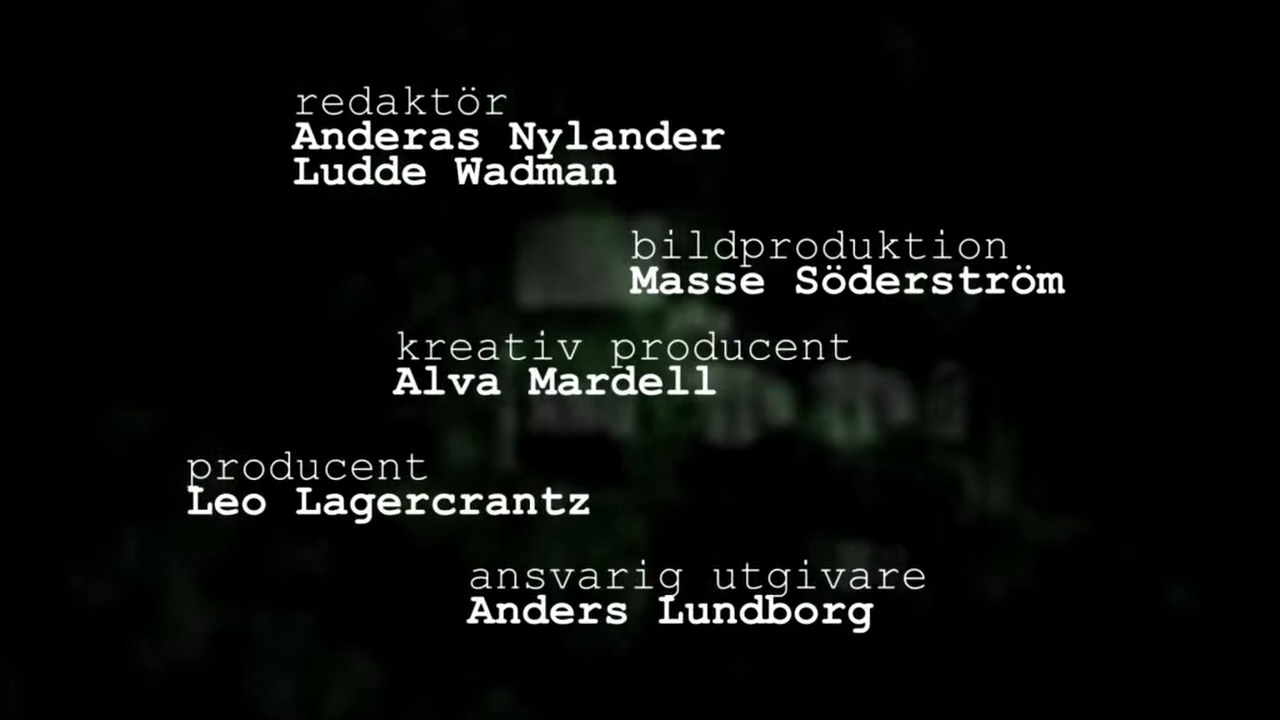 redaktör
Anderas Nylander
Ludde Wadman
bildproduktion
Masse Söderström
kreativ producent
Alva Mardell
producent
Leo Lagercrantz
ansvarig utgivare
Anders Lundborg